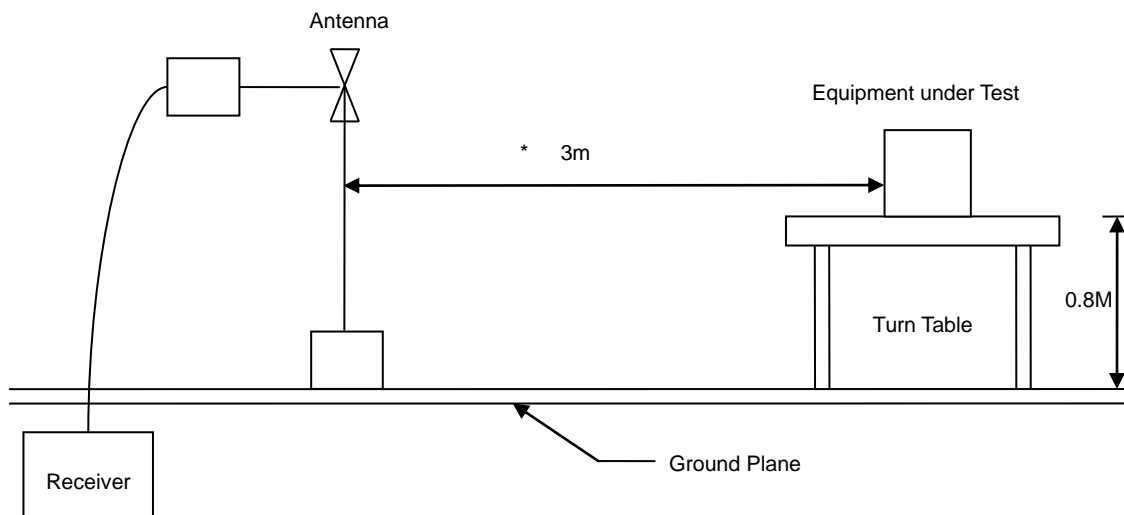 Antenna
Equipment under Test
* 3m
0.8M
Turn Table
Ground Plane
Receiver